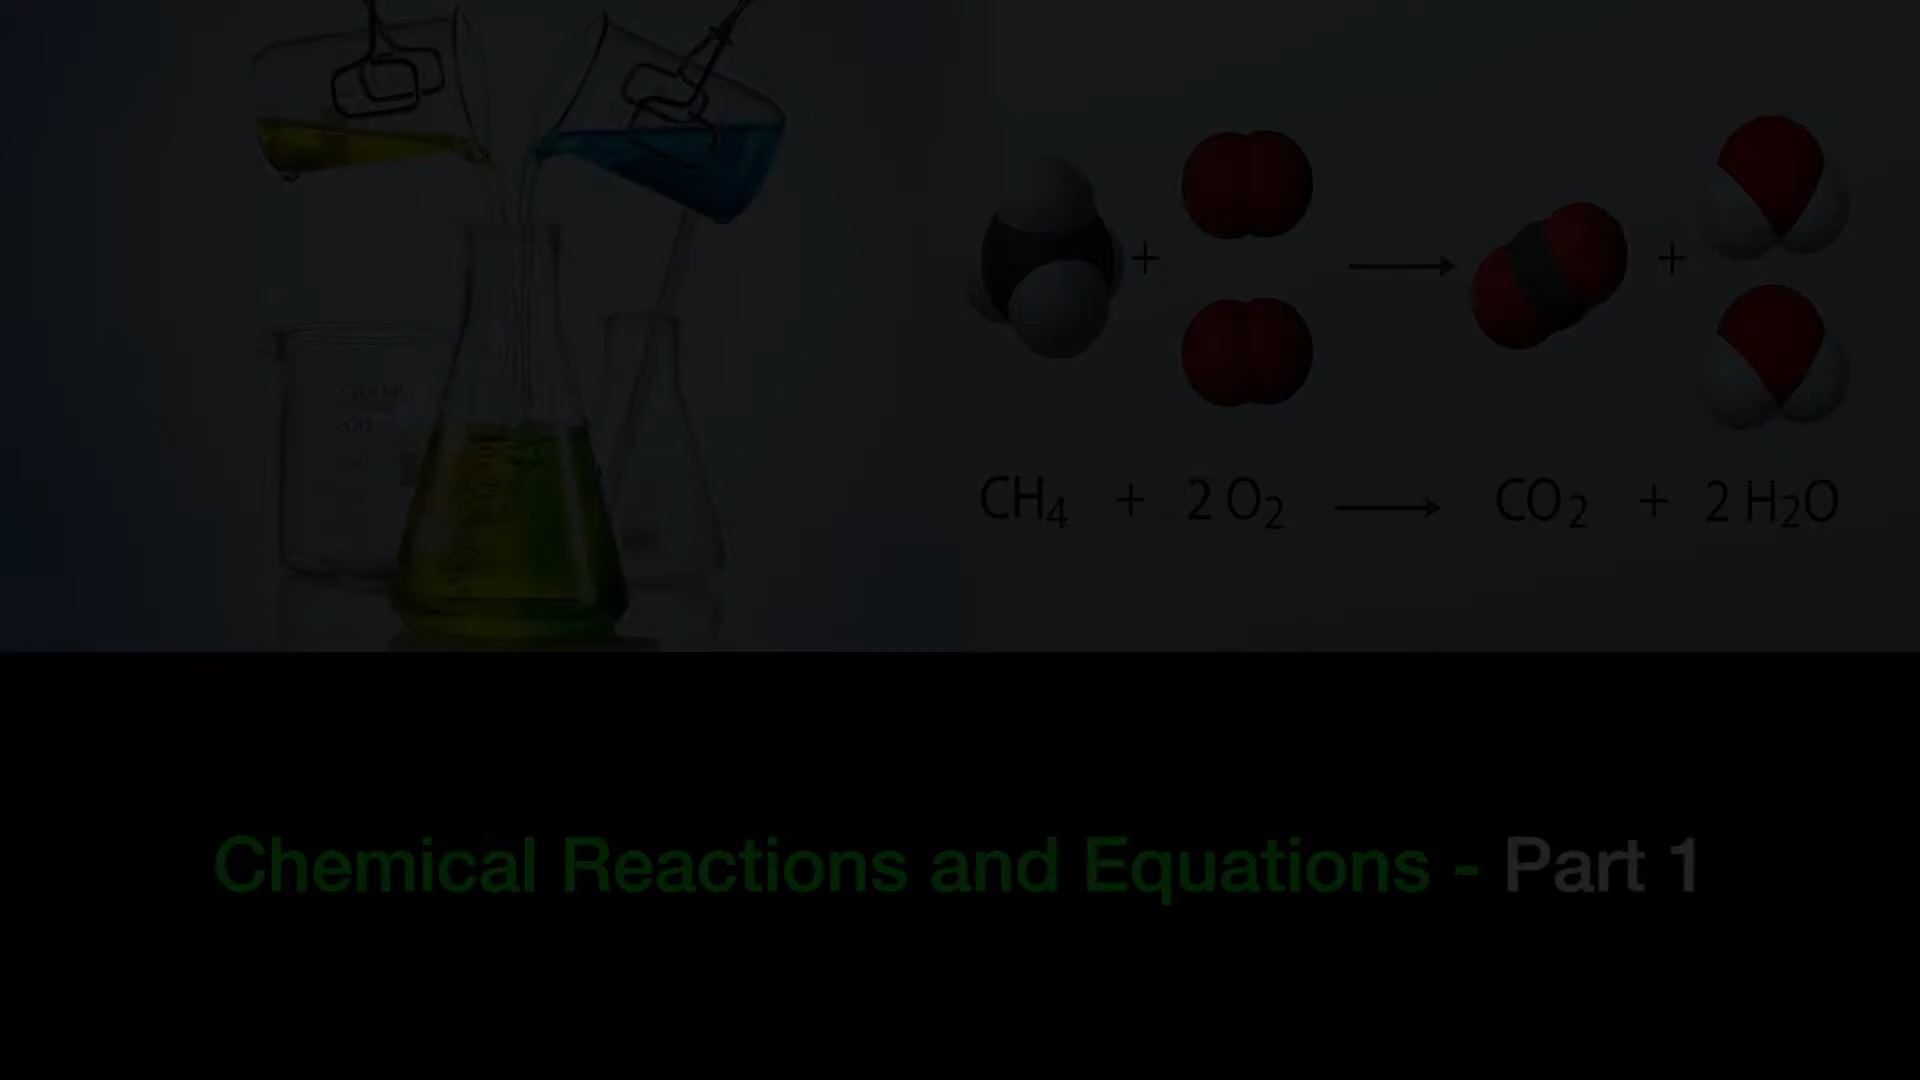 + +
CH₄ + 2 O₂ → CO₂ + 2 H₂O
Chemical Reactions and Equations - Part 1